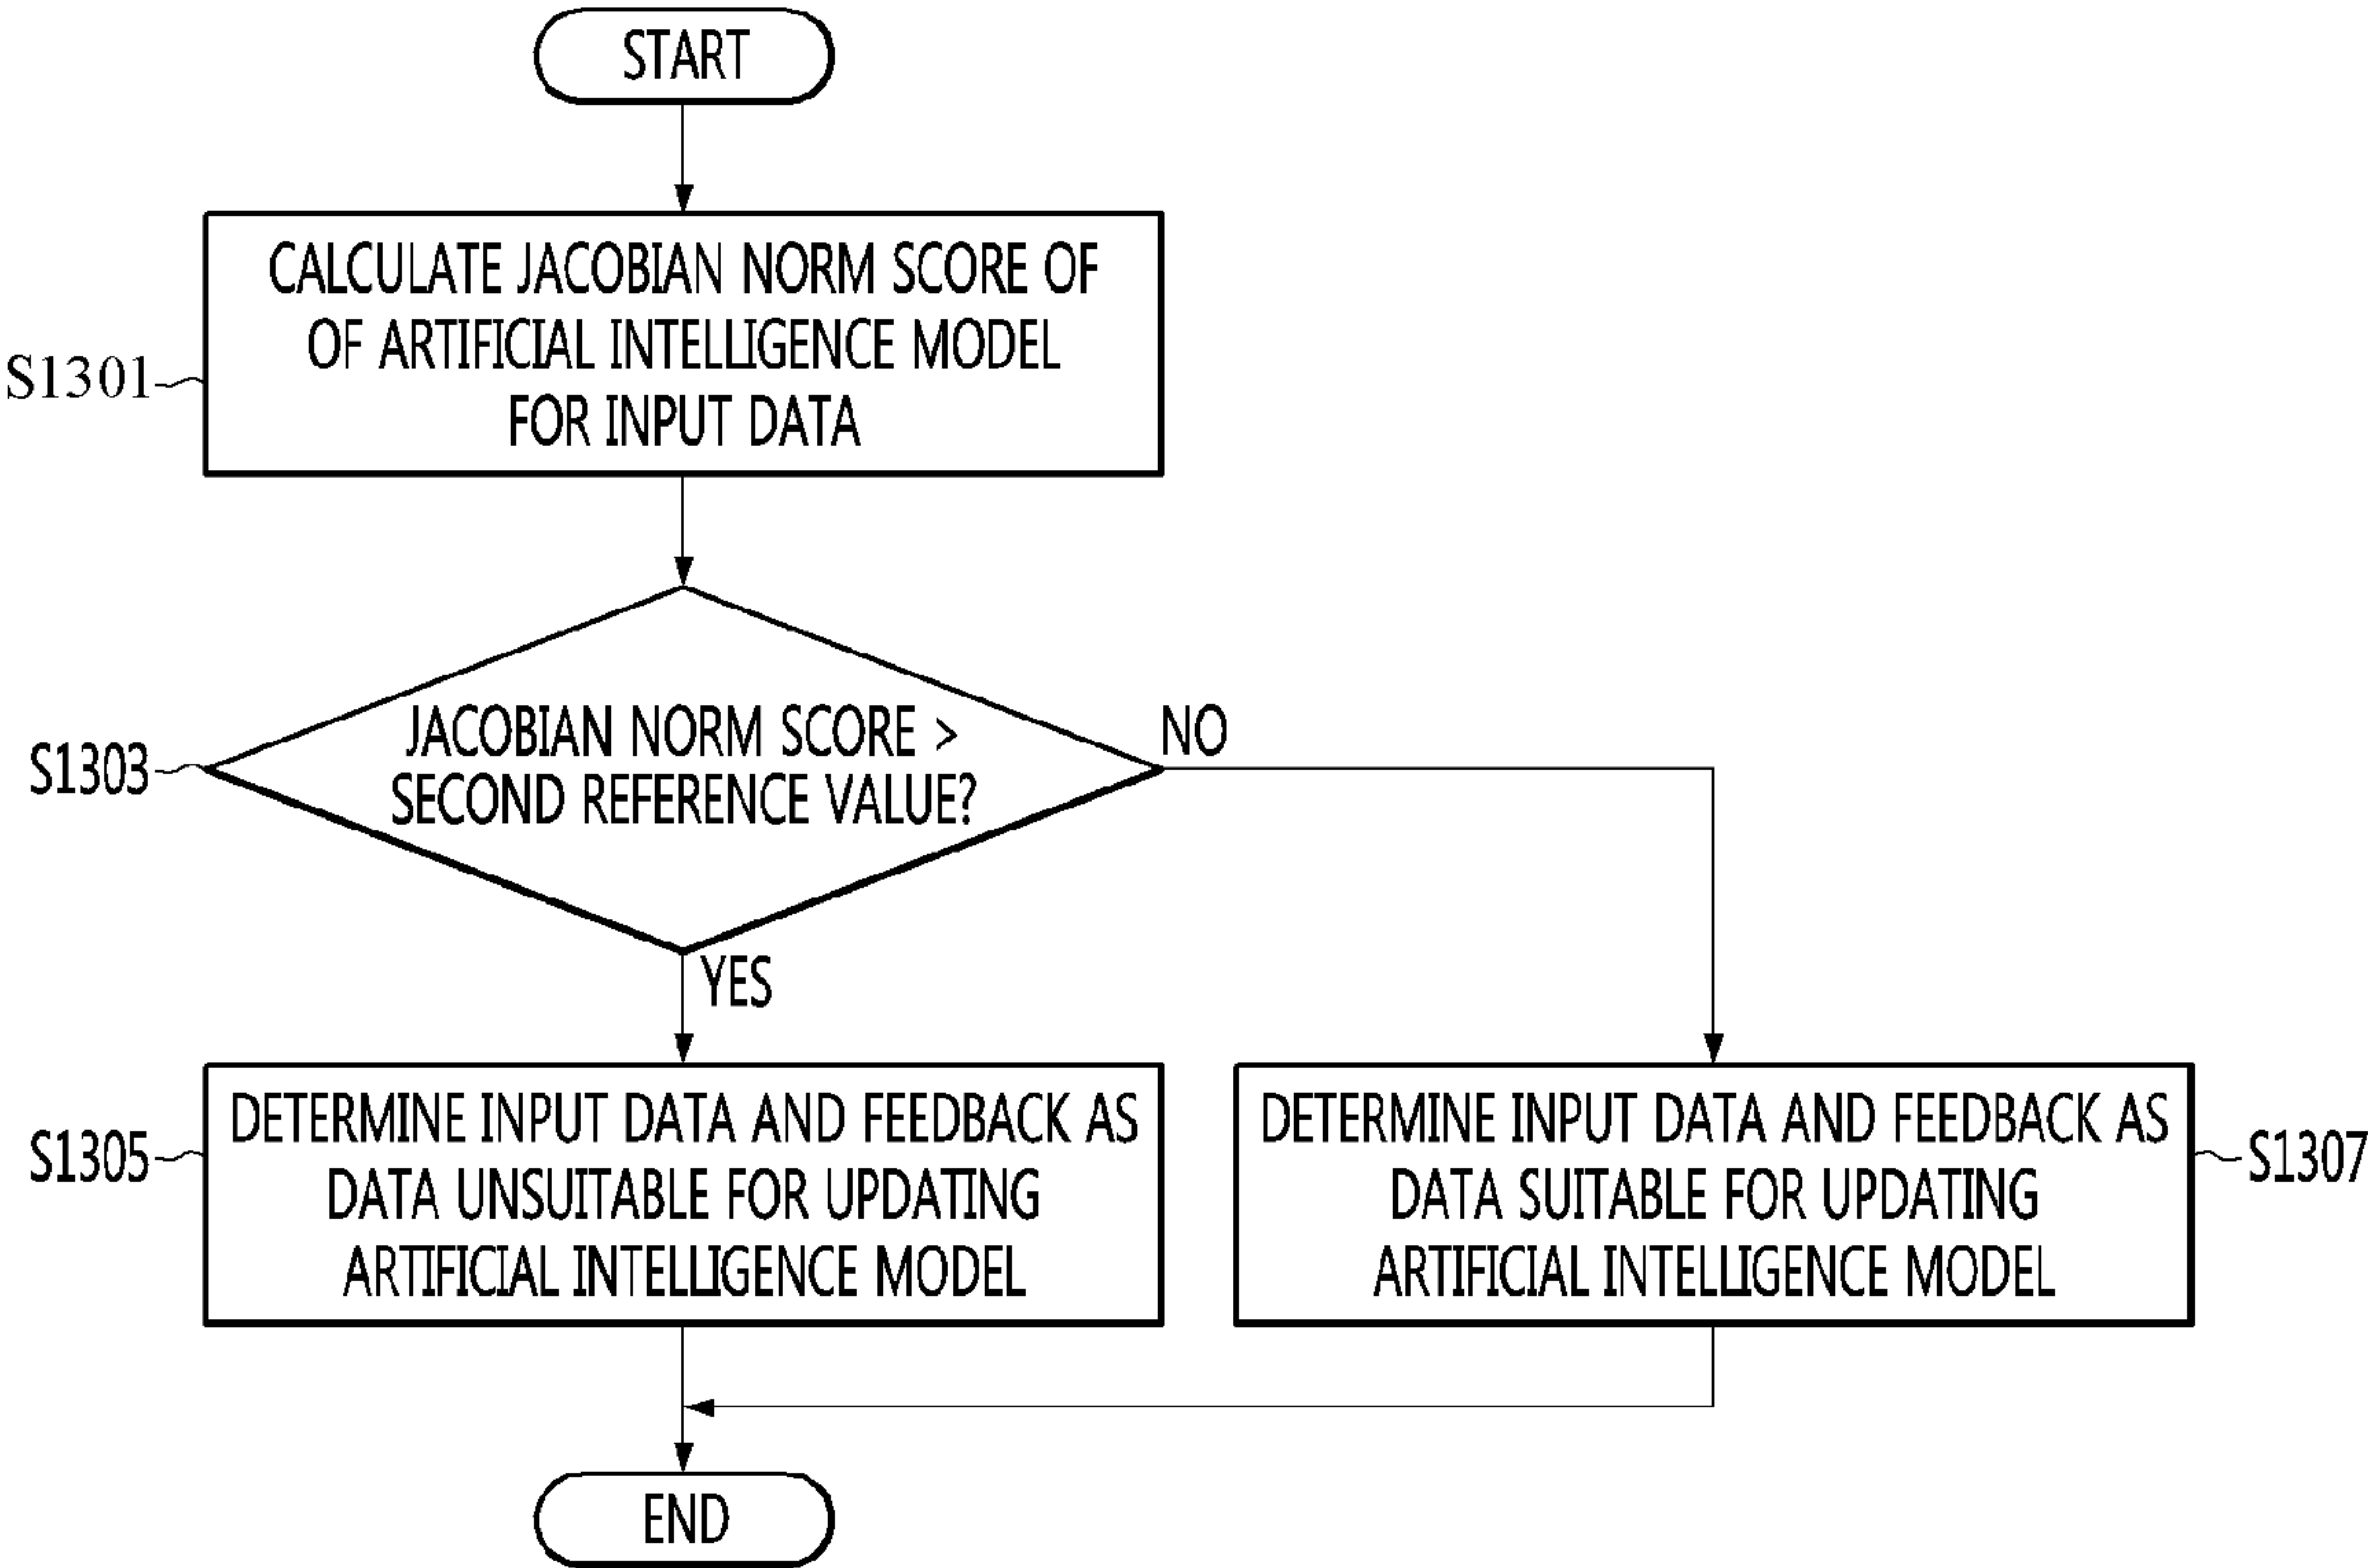 START
CALCULATE JACOBIAN NORM SCORE OF
OF ARTIFICIAL INTELLIGENCE MODEL
FOR INPUT DATA
S1301
JACOBIAN NORM SCORE >
SECOND REFERENCE VALUE?
S1303
NO
YES
DETERMINE INPUT DATA AND FEEDBACK AS
DATA UNSUITABLE FOR UPDATING
ARTIFICIAL INTELLIGENCE MODEL
S1305
DETERMINE INPUT DATA AND FEEDBACK AS
DATA SUITABLE FOR UPDATING
ARTIFICIAL INTELLIGENCE MODEL
S1307
END